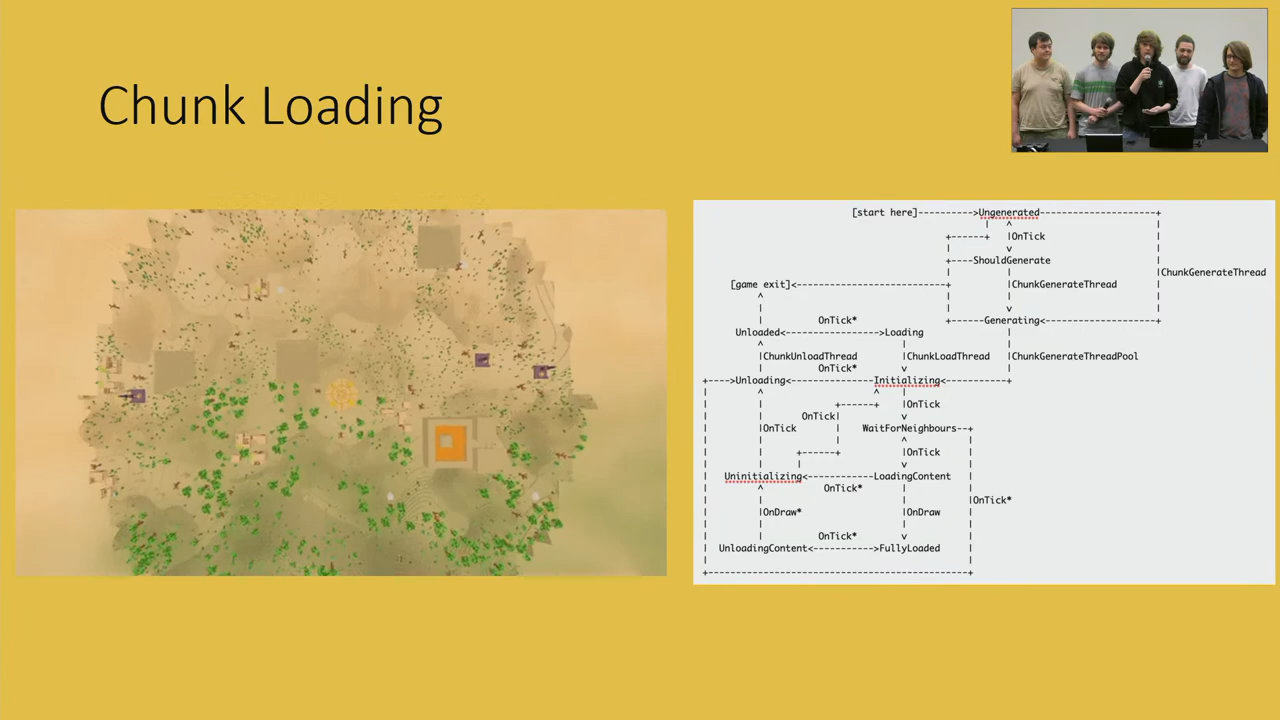 Chunk Loading
[start here]--------->Ungenerated--------------------+
| ^
+------+ |OnTick
| v
+----ShouldGenerate
|ChunkGenerateThread
[game exit]<-------------------------+ |ChunkGenerateThread
^ | v
| OnTick* +-----Generating<-------------------+
Unloaded<--------------->Loading
^ |
|ChunkUnloadThread |ChunkLoadThread |ChunkGenerateThreadPool
| OnTick* v |
+---->Unloading<--------------Initializing<----------+
| ^ ^ |
| | +------+ |OnTick
| | OnTick| v
| |OnTick | WaitForNeighbours--+
| | | ^ |
| | +------+ |OnTick |
| | | v |
| Uninitializing<-----------LoadingContent |
| ^ OnTick* | |OnTick*
| |OnDraw* |OnDraw |
| | OnTick* v |
| UnloadingContent<---------->FullyLoaded |
+--------------------------------------------+